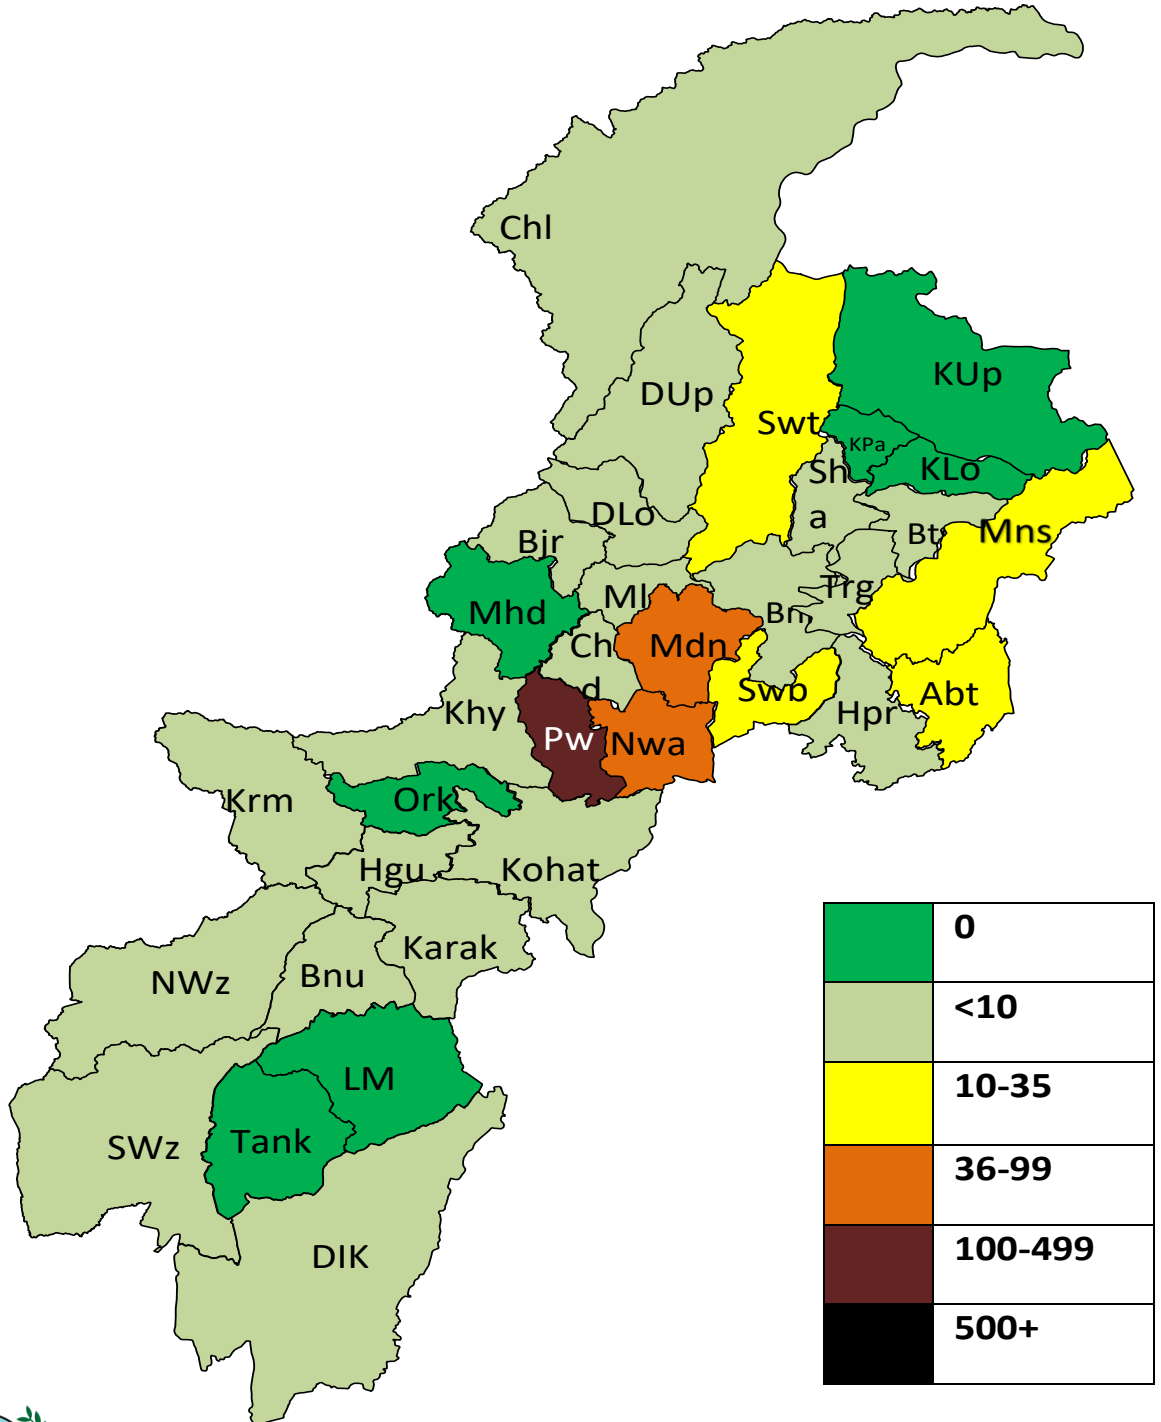 Chl
KUp
DUp
Swt
KPa
KLo
Sh
a
DLo
Bt
Mns
Bjr
Trg
Ml
Mhd
Bn
Ch
d
Mdn
Swb
Abt
Khy
Hpr
Pw
Nwa
Krm
Ork
Hgu
Kohat
Karak
NWz
Bnu
LM
SWz
Tank
DIK
0
<10
10-35
36-99
100-499
500+